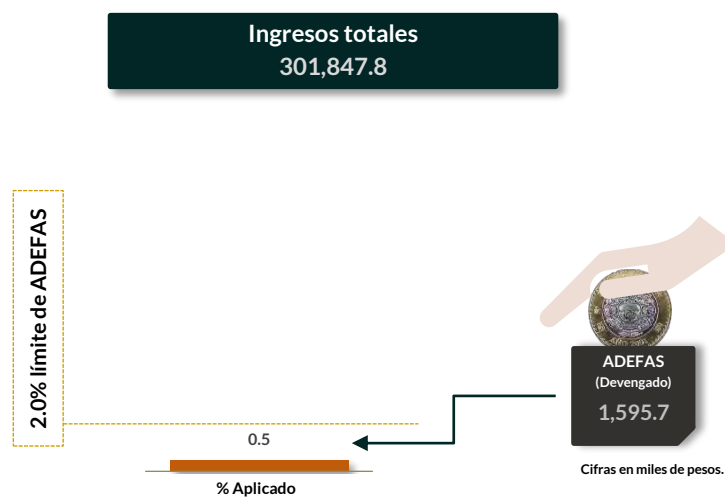 Ingresos totales
301,847.8
2.0% límite de ADEFAS
ADEFAS
(Devengado)
1,595.7
0.5
% Aplicado
Cifras en miles de pesos.